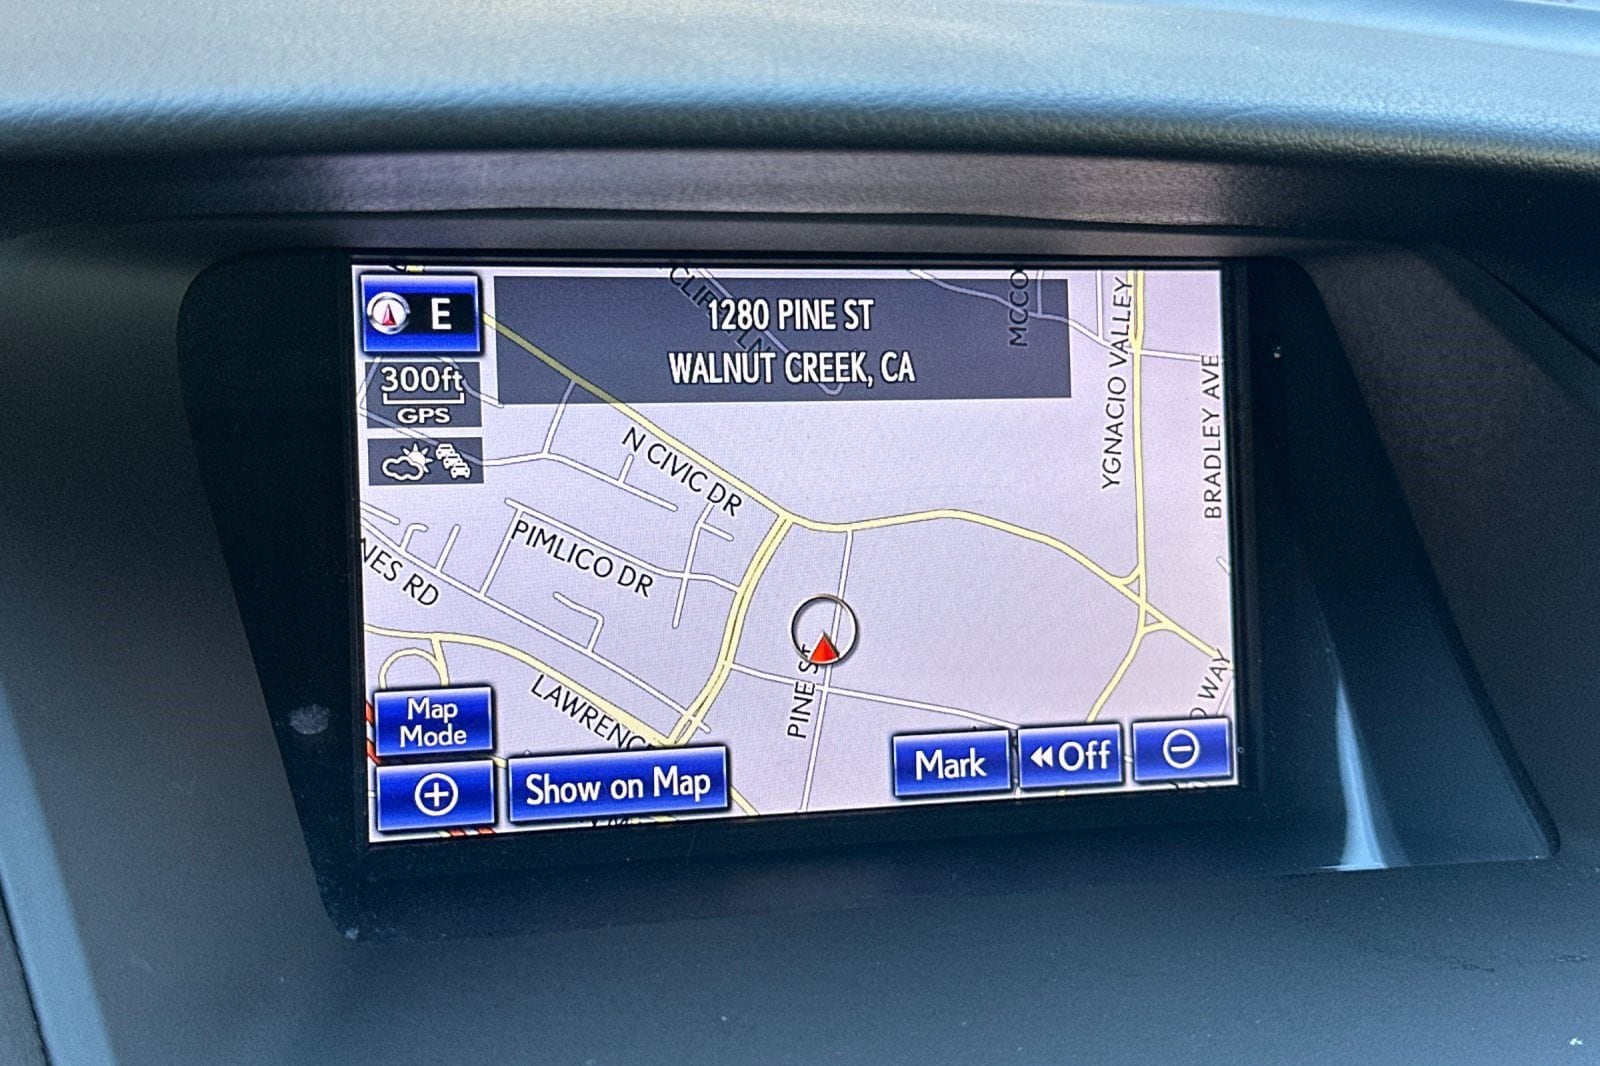 E
1280 PINE ST
WALNUT CREEK, CA
300ft
GPS
N CIVIC DR
YGNACIO VALLEY
BRADLEY AVE
PIMLICO DR
NES RD
PINE ST
LAWRENC
D WAY
MCCO
Map
Mode
Show on Map
Mark
Off